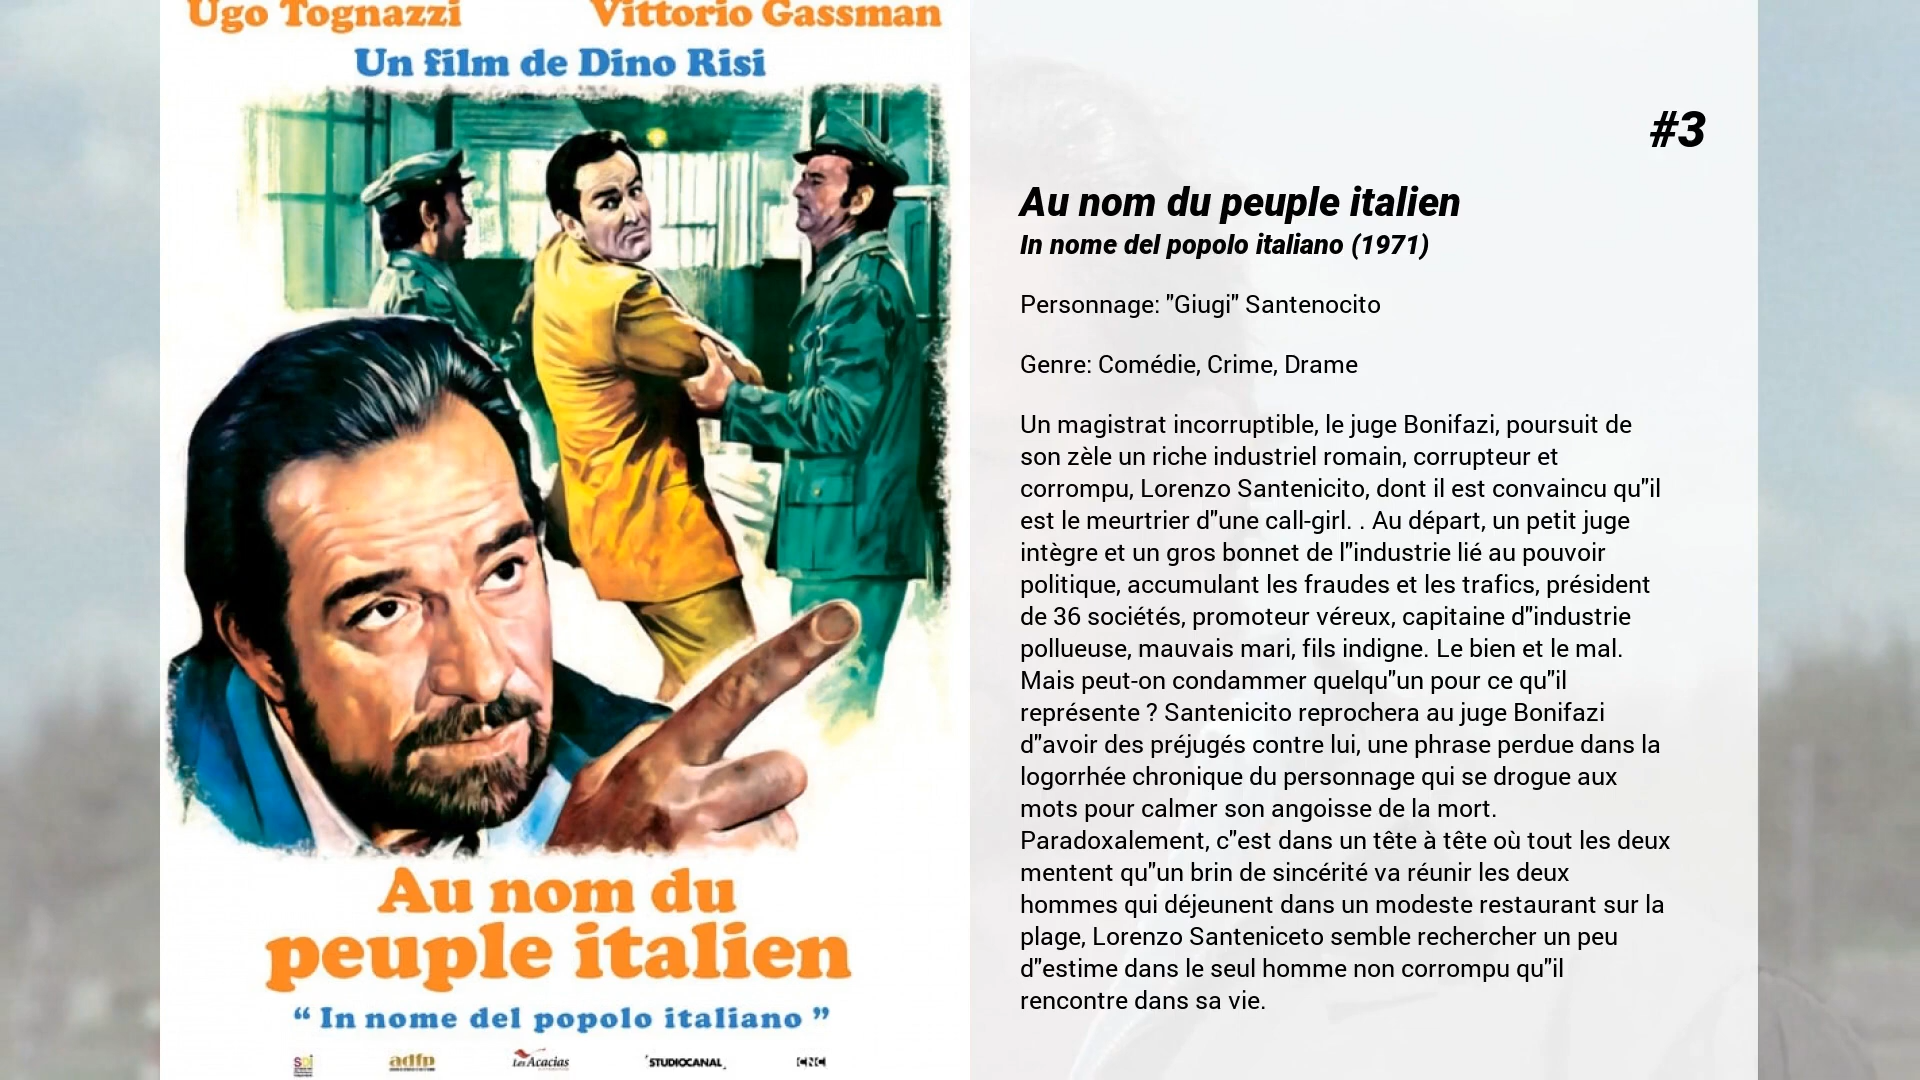 Ugo Tognazzi Vittorio Gassman
Un film de Dino Risi
Au nom du
peuple italien
“ In nome del popolo italiano ”
SDI
adfp
Les Acacias
STUDIOCANAL
CNC
#3
Au nom du peuple italien
In nome del popolo italiano (1971)
Personnage: "Giugi" Santenocito
Genre: Comédie, Crime, Drame
Un magistrat incorruptible, le juge Bonifazi, poursuit de
son zèle un riche industriel romain, corrupteur et
corrompu, Lorenzo Santenicito, dont il est convaincu qu"il
est le meurtrier d"une call-girl. . Au départ, un petit juge
intègre et un gros bonnet de l"industrie lié au pouvoir
politique, accumulant les fraudes et les trafics, président
de 36 sociétés, promoteur véreux, capitaine d"industrie
pollueuse, mauvais mari, fils indigne. Le bien et le mal.
Mais peut-on condammer quelqu"un pour ce qu"il
représente ? Santenicito reprochera au juge Bonifazi
d"avoir des préjugés contre lui, une phrase perdue dans la
logorrhée chronique du personnage qui se drogue aux
mots pour calmer son angoisse de la mort.
Paradoxalement, c"est dans un tête à tête où tout les deux
mentent qu"un brin de sincérité va réunir les deux
hommes qui déjeunent dans un modeste restaurant sur la
plage, Lorenzo Santeniceto semble rechercher un peu
d"estime dans le seul homme non corrompu qu"il
rencontre dans sa vie.